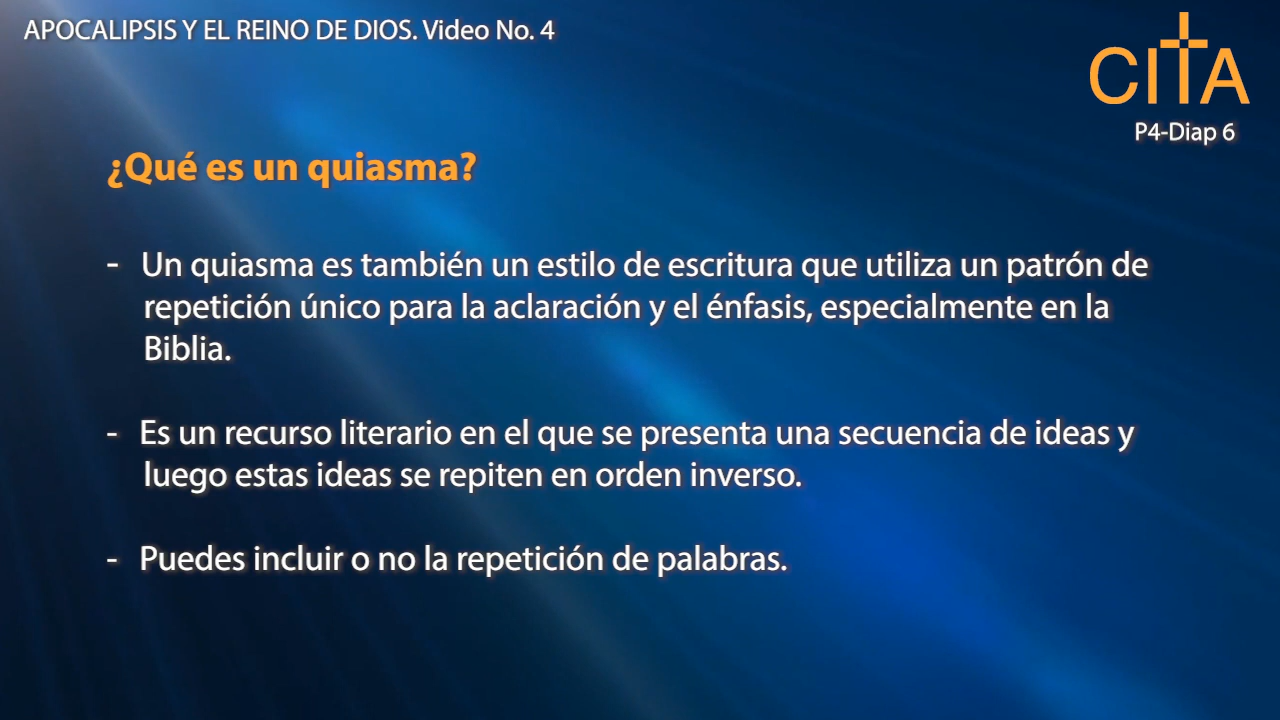 APOCALIPSIS Y EL REINO DE DIOS. Video No. 4
CITA
P4-Diap 6
¿Qué es un quiasma?
- Un quiasma es también un estilo de escritura que utiliza un patrón de
repetición único para la aclaración y el énfasis, especialmente en la
Biblia.
- Es un recurso literario en el que se presenta una secuencia de ideas y
luego estas ideas se repiten en orden inverso.
- Puedes incluir o no la repetición de palabras.